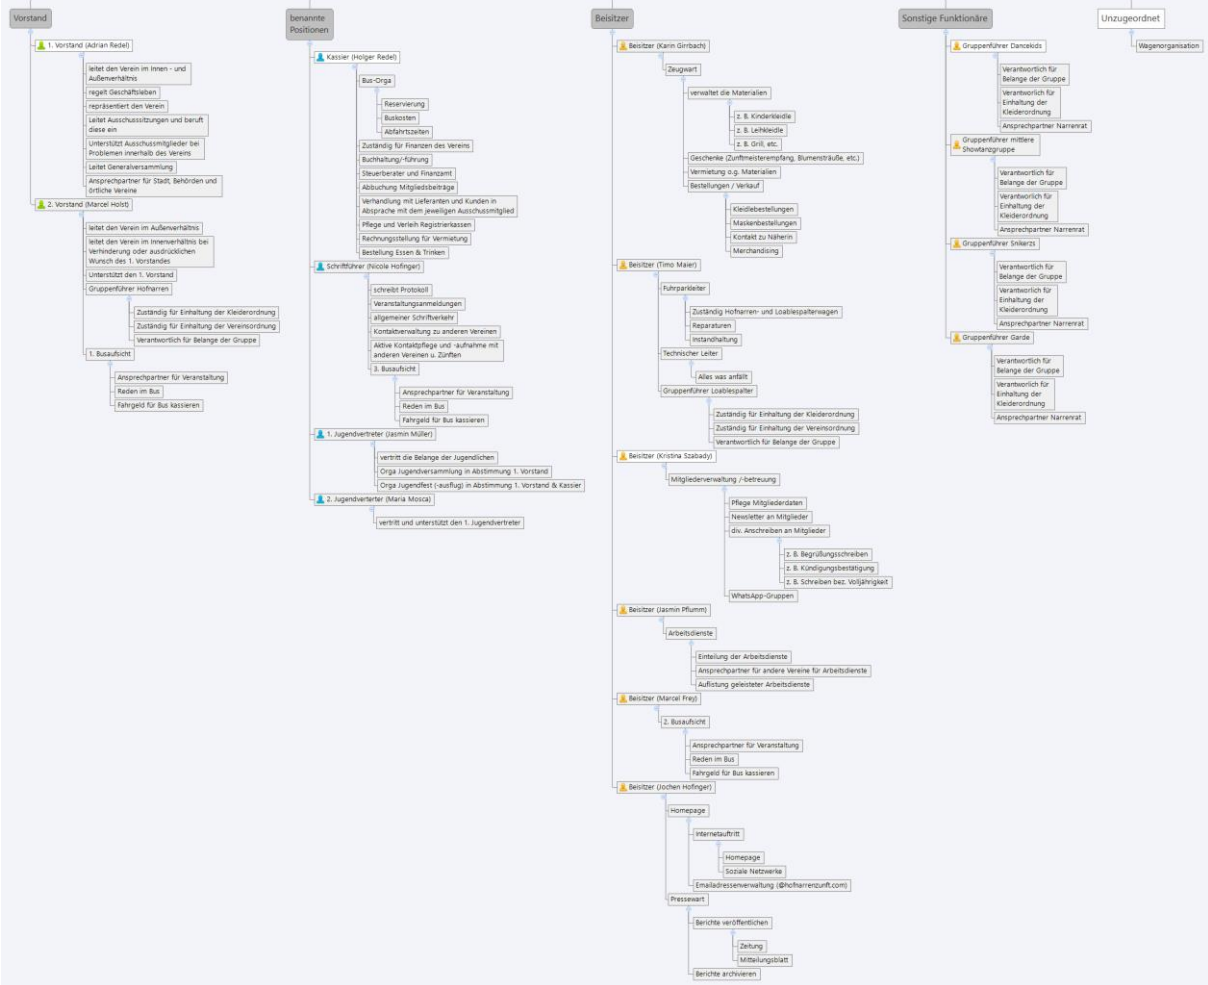 Vorstand
1. Vorstand (Adrian Redel)
leitet den Verein im Innen - und
Außenverhältnis
regelt Geschäftsleben
repräsentiert den Verein
Leitet Ausschusssitzungen und beruft
diese ein
Unterstützt Ausschussmitglieder bei
Problemen innerhalb des Vereins
Leitet Generalversammlung
Ansprechpartner für Stadt, Behörden und
örtliche Vereine
2. Vorstand (Marcel Holst)
leitet den Verein im Außenverhältnis
leitet den Verein im Innenverhältnis bei
Verhinderung oder ausdrücklichen
Wunsch des 1. Vorstandes
Unterstützt den 1. Vorstand
Gruppenführer Hofnarren
Zuständig für Einhaltung der Kleiderordnung
Zuständig für Einhaltung der Vereinsordnung
Verantwortlich für Belange der Gruppe
1. Busaufsicht
Ansprechpartner für Veranstaltung
Reden im Bus
Fahrgeld für Bus kassieren
benannte
Positionen
Kassier (Holger Redel)
Bus-Orga
Reservierung
Buskosten
Abfahrtszeiten
Zuständig für Finanzen des Vereins
Buchhaltung/-führung
Steuerberater und Finanzamt
Abbuchung Mitgliedsbeiträge
Verhandlung mit Lieferanten und Kunden in
Absprache mit dem jeweiligen Ausschussmitglied
Pflege und Verleih Registrierkassen
Rechnungsstellung für Vermietung
Bestellung Essen & Trinken
Schriftführer (Nicole Hofinger)
schreibt Protokoll
Veranstaltungsanmeldungen
allgemeiner Schriftverkehr
Kontaktverwaltung zu anderen Vereinen
Aktive Kontaktpflege und -aufnahme mit
anderen Vereinen u. Zünften
3. Busaufsicht
Ansprechpartner für Veranstaltung
Reden im Bus
Fahrgeld für Bus kassieren
1. Jugendvertreter (Jasmin Müller)
vertritt die Belange der Jugendlichen
Orga Jugendversammlung in Abstimmung 1. Vorstand
Orga Jugendfest (-ausflug) in Abstimmung 1. Vorstand & Kassier
2. Jugendverterter (Maria Mosca)
vertritt und unterstützt den 1. Jugendvertreter
Beisitzer
Beisitzer (Karin Girrbach)
Zeugwart
verwaltet die Materialien
z. B. Kinderkleidle
z. B. Leihkleidle
z. B. Grill, etc.
Geschenke (Zunftmeisterempfang, Blumensträuße, etc.)
Vermietung o.g. Materialien
Bestellungen / Verkauf
Kleidlebestellungen
Maskenbestellungen
Kontakt zu Näherin
Merchandising
Beisitzer (Timo Maier)
Fuhrparkleiter
Zuständig Hofnarren- und Loablespalterwagen
Reparaturen
Instandhaltung
Technischer Leiter
Alles was anfällt
Gruppenführer Loablespalter
Zuständig für Einhaltung der Kleiderordnung
Zuständig für Einhaltung der Vereinsordnung
Verantwortlich für Belange der Gruppe
Beisitzer (Kristina Szabady)
Mitgliederverwaltung /-betreuung
Pflege Mitgliederdaten
Newsletter an Mitglieder
div. Anschreiben an Mitglieder
z. B. Begrüßungsschreiben
z. B. Kündigungsbestätigung
z. B. Schreiben bez. Volljährigkeit
WhatsApp-Gruppen
Beisitzer (Jasmin Pflumm)
Arbeitsdienste
Einteilung der Arbeitsdienste
Ansprechpartner für andere Vereine für Arbeitsdienste
Auflistung geleisteter Arbeitsdienste
Beisitzer (Marcel Frey)
2. Busaufsicht
Ansprechpartner für Veranstaltung
Reden im Bus
Fahrgeld für Bus kassieren
Beisitzer (Jochen Hofinger)
Homepage
Internetauftritt
Homepage
Soziale Netzwerke
Emailadressenverwaltung (@hofnarrenzunft.com)
Pressewart
Berichte veröffentlichen
Zeitung
Mitteilungsblatt
Berichte archivieren
Sonstige Funktionäre
Gruppenführer Dancekids
Verantwortlich für
Belange der Gruppe
Verantworlich für
Einhaltung der
Kleiderordnung
Ansprechpartner Narrenrat
Gruppenführer mittlere
Showtanzgruppe
Verantwortlich für
Belange der Gruppe
Verantworlich für
Einhaltung der
Kleiderordnung
Ansprechpartner Narrenrat
Gruppenführer Snikerzs
Verantwortlich für
Belange der Gruppe
Verantworlich für
Einhaltung der
Kleiderordnung
Ansprechpartner Narrenrat
Gruppenführer Garde
Verantwortlich für
Belange der Gruppe
Verantworlich für
Einhaltung der
Kleiderordnung
Ansprechpartner Narrenrat
Unzugeordnet
Wagenorganisation